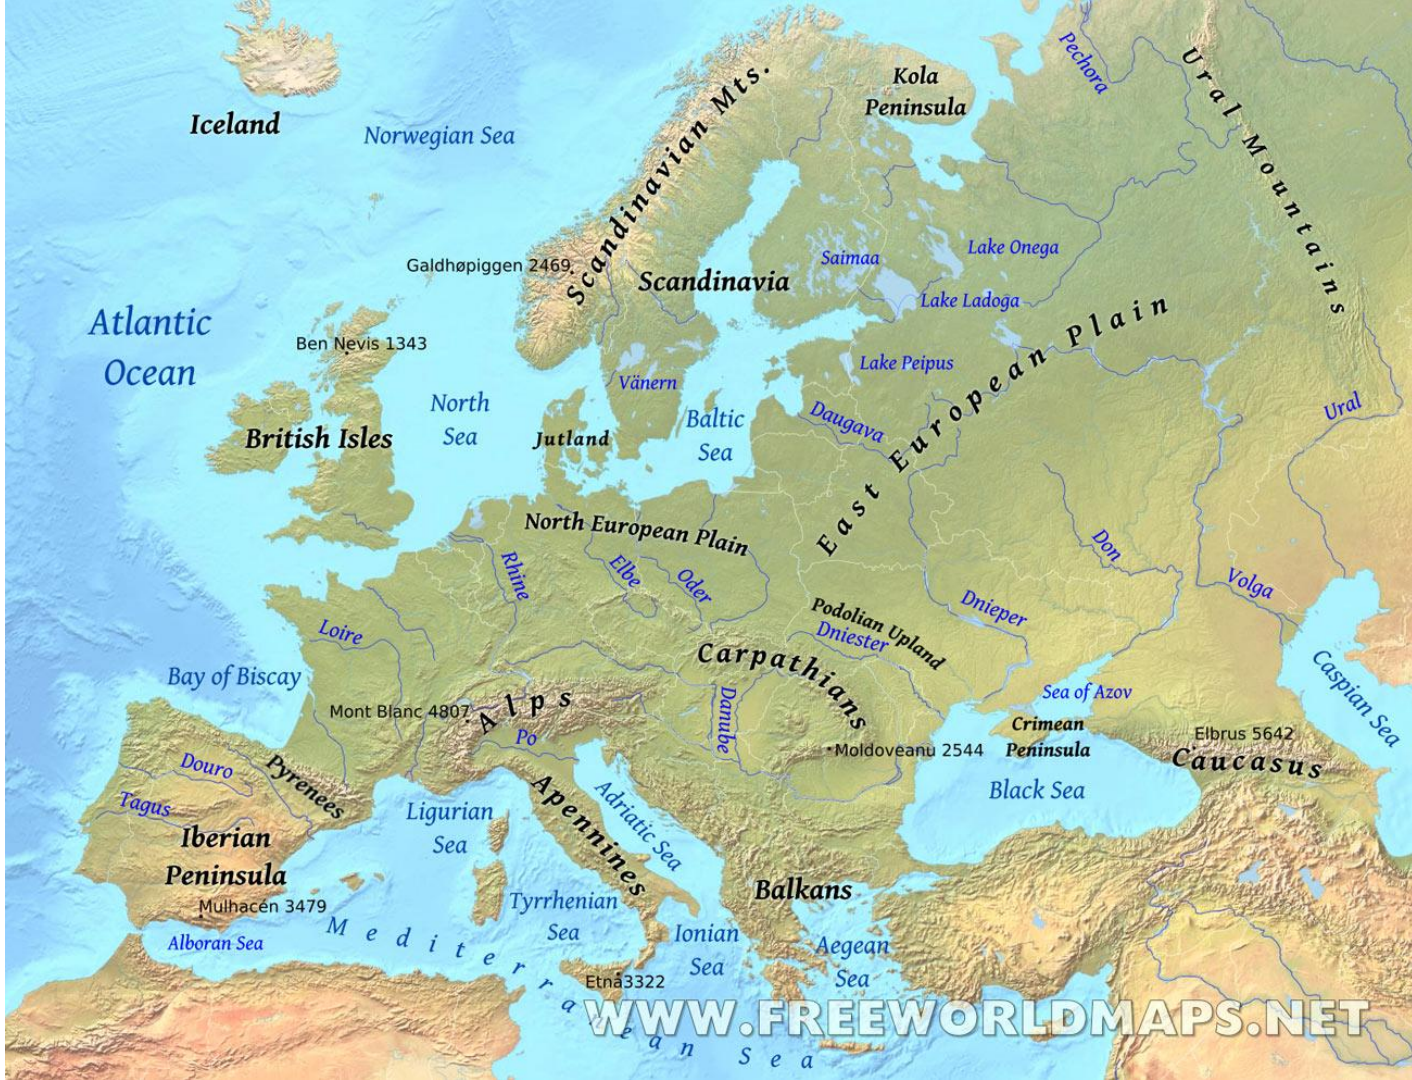 Pechora
Ural Mountains
Kola
Peninsula
Scandinavian Mts.
Iceland
Norwegian Sea
Lake Onega
Saimaa
Galdhøpiggen 2469
Scandinavia
Lake Ladoga
East European Plain
Atlantic
Ocean
Ben Nevis 1343
Lake Peipus
Vänern
North
Sea
Baltic
Sea
Daugava
Ural
British Isles
Jutland
North European Plain
Don
Rhine
Elbe
Oder
Volga
Dnieper
Podolian Upland
Dniester
Loire
Carpathians
Bay of Biscay
Sea of Azov
Caspian Sea
Mont Blanc 4807
Alps
Danube
Po
Crimean
Peninsula
Elbrus 5642
Moldoveanu 2544
Caucasus
Douro
Pyrenees
Black Sea
Tagus
Ligurian
Sea
Apennines
Adriatic Sea
Iberian
Peninsula
Balkans
Mulhacén 3479
Tyrrhenian
Sea
Alboran Sea
Mediterranean Sea
Ionian
Sea
Aegean
Sea
Etna3322
WWW.FREEWORLDMAPS.NET